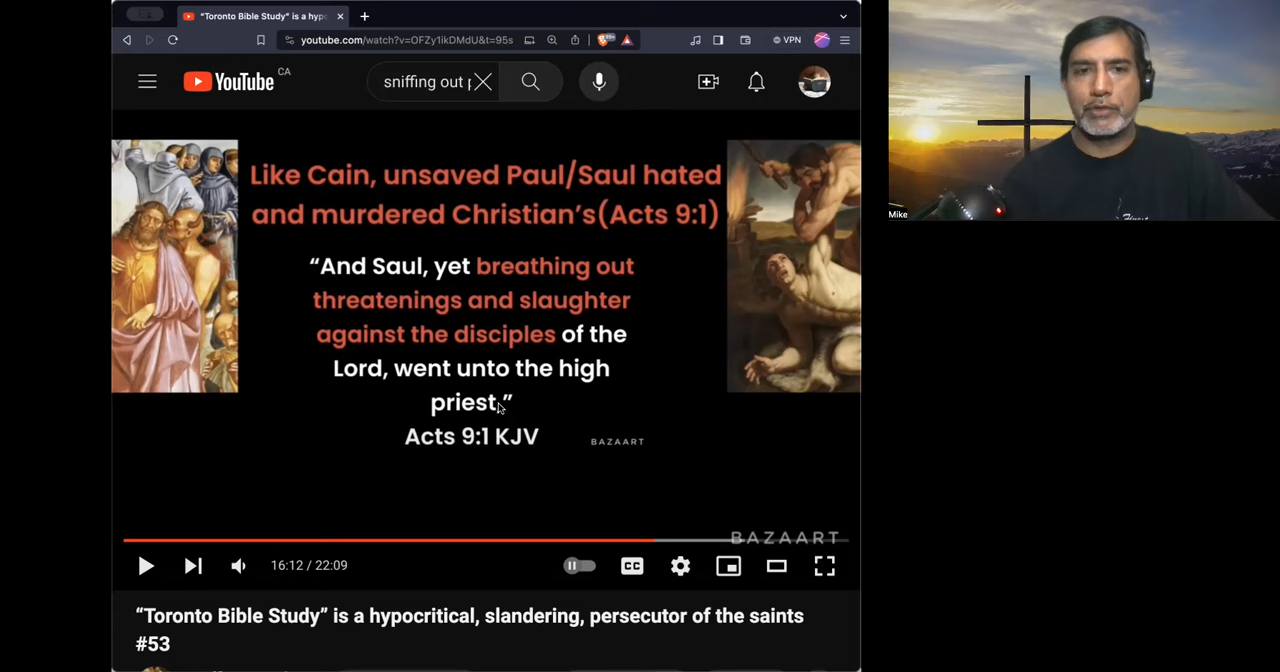 “Toronto Bible Study” is a hypo
youtube.com/watch?v=OFZy1ikDMdU&t=95s
99+
VPN
YouTube CA
sniffing out
Like Cain, unsaved Paul/Saul hated
and murdered Christian’s(Acts 9:1)
“And Saul, yet breathing out
threatenings and slaughter
against the disciples of the
Lord, went unto the high
priest,”
Acts 9:1 KJV
BAZAART
BAZAART
16:12 / 22:09
CC
“Toronto Bible Study” is a hypocritical, slandering, persecutor of the saints
#53
Mike